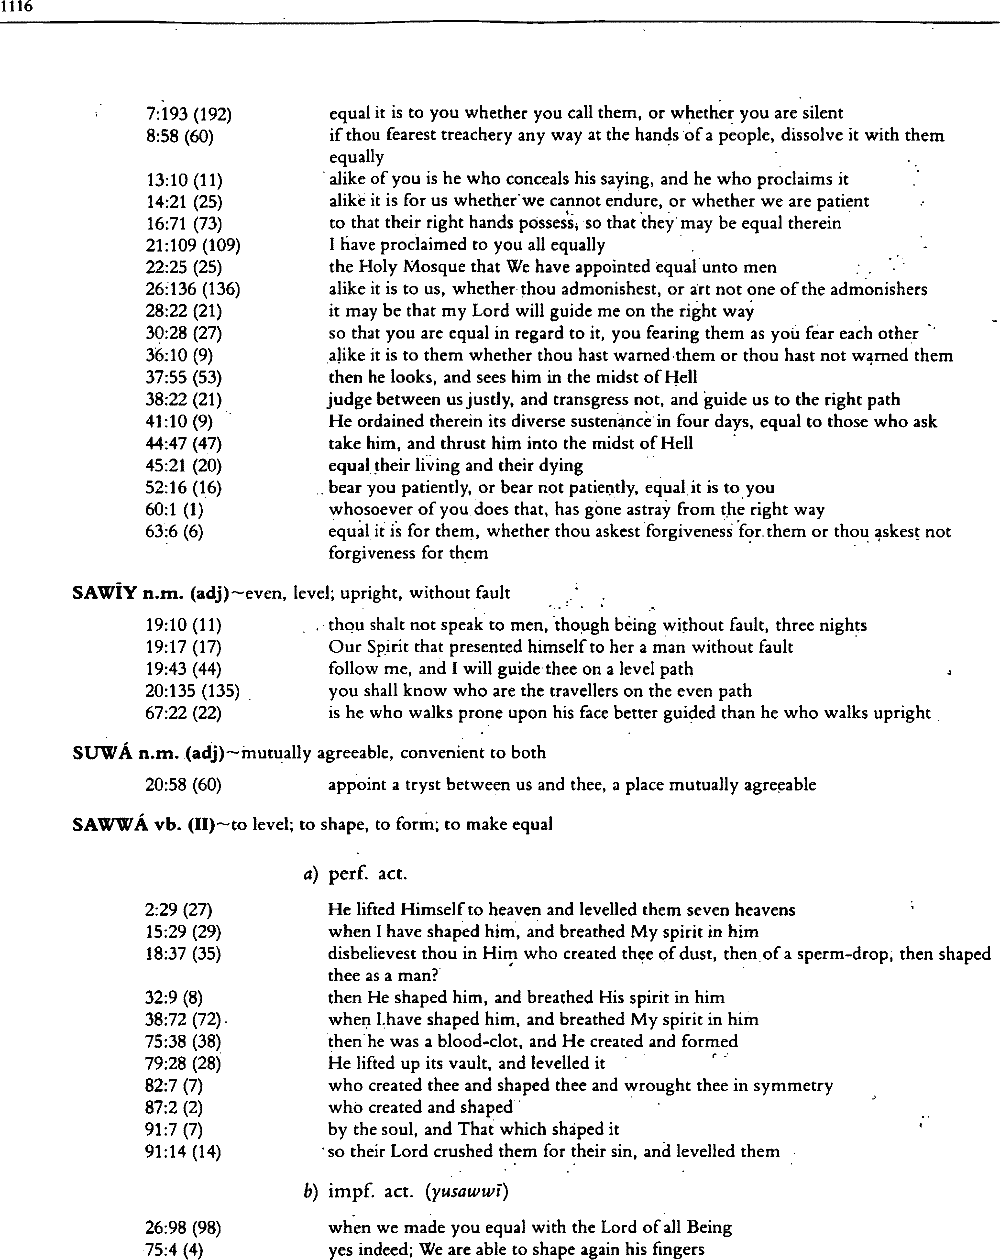 1116
7:193 (192) equal it is to you whether you call them, or whether you are silent
8:58 (60) if thou fearest treachery any way at the hands of a people, dissolve it with them
equally
13:10 (11) alike of you is he who conceals his saying, and he who proclaims it
14:21 (25) alike it is for us whether we cannot endure, or whether we are patient
16:71 (73) to that their right hands possess, so that they may be equal therein
21:109 (109) I have proclaimed to you all equally
22:25 (25) the Holy Mosque that We have appointed equal unto men
26:136 (136) alike it is to us, whether thou admonishest, or art not one of the admonishers
28:22 (21) it may be that my Lord will guide me on the right way
30:28 (27) so that you are equal in regard to it, you fearing them as you fear each other
36:10 (9) alike it is to them whether thou hast warned them or thou hast not warned them
37:55 (53) then he looks, and sees him in the midst of Hell
38:22 (21) judge between us justly, and transgress not, and guide us to the right path
41:10 (9) He ordained therein its diverse sustenance in four days, equal to those who ask
44:47 (47) take him, and thrust him into the midst of Hell
45:21 (20) equal their living and their dying
52:16 (16) bear you patiently, or bear not patiently, equal it is to you
60:1 (1) whosoever of you does that, has gone astray from the right way
63:6 (6) equal it is for them, whether thou askest forgiveness for them or thou askest not
forgiveness for them
SAWĪY n.m. (adj)~even, level; upright, without fault
19:10 (11) thou shalt not speak to men, though being without fault, three nights
19:17 (17) Our Spirit that presented himself to her a man without fault
19:43 (44) follow me, and I will guide thee on a level path
20:135 (135) you shall know who are the travellers on the even path
67:22 (22) is he who walks prone upon his face better guided than he who walks upright
SUWÁ n.m. (adj)~mutually agreeable, convenient to both
20:58 (60) appoint a tryst between us and thee, a place mutually agreeable
SAWWÁ vb. (II)~to level; to shape, to form; to make equal
a) perf. act.
2:29 (27) He lifted Himself to heaven and levelled them seven heavens
15:29 (29) when I have shaped him, and breathed My spirit in him
18:37 (35) disbelievest thou in Him who created thee of dust, then of a sperm-drop, then shaped
thee as a man?
32:9 (8) then He shaped him, and breathed His spirit in him
38:72 (72) when I have shaped him, and breathed My spirit in him
75:38 (38) then he was a blood-clot, and He created and formed
79:28 (28) He lifted up its vault, and levelled it
82:7 (7) who created thee and shaped thee and wrought thee in symmetry
87:2 (2) who created and shaped
91:7 (7) by the soul, and That which shaped it
91:14 (14) so their Lord crushed them for their sin, and levelled them
b) impf. act. (yusawwī)
26:98 (98) when we made you equal with the Lord of all Being
75:4 (4) yes indeed; We are able to shape again his fingers